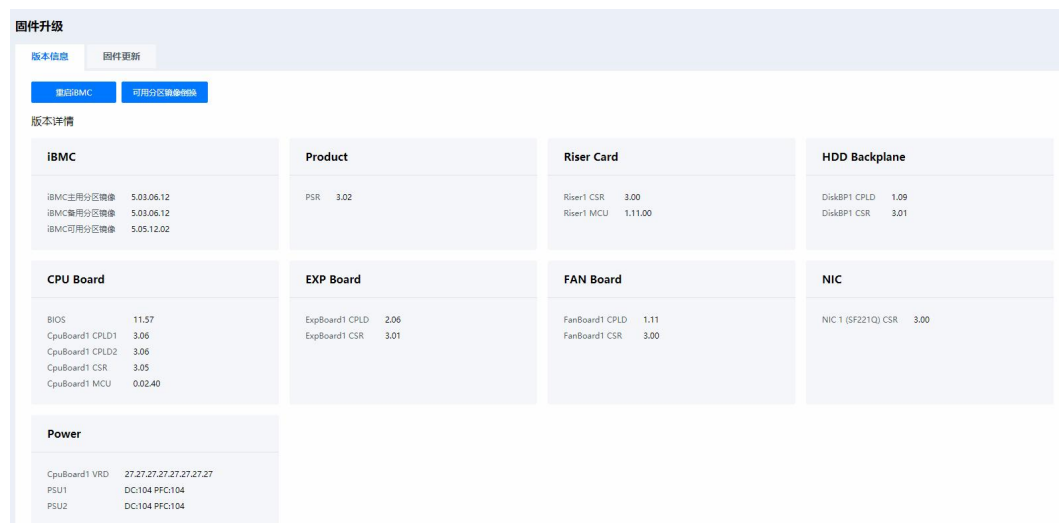 固件升级
版本信息 固件更新
重启iBMC 可用分区镜像倒换
版本详情
iBMC
iBMC主用分区镜像 5.03.06.12
iBMC备用分区镜像 5.03.06.12
iBMC可用分区镜像 5.05.12.02
Product
PSR 3.02
Riser Card
Riser1 CSR 3.00
Riser1 MCU 1.11.00
HDD Backplane
DiskBP1 CPLD 1.09
DiskBP1 CSR 3.01
CPU Board
BIOS 11.57
CpuBoard1 CPLD1 3.06
CpuBoard1 CPLD2 3.06
CpuBoard1 CSR 3.05
CpuBoard1 MCU 0.02.40
EXP Board
ExpBoard1 CPLD 2.06
ExpBoard1 CSR 3.01
FAN Board
FanBoard1 CPLD 1.11
FanBoard1 CSR 3.00
NIC
NIC 1 (SF221Q) CSR 3.00
Power
CpuBoard1 VRD 27.27.27.27.27.27.27.27
PSU1 DC:104 PFC:104
PSU2 DC:104 PFC:104